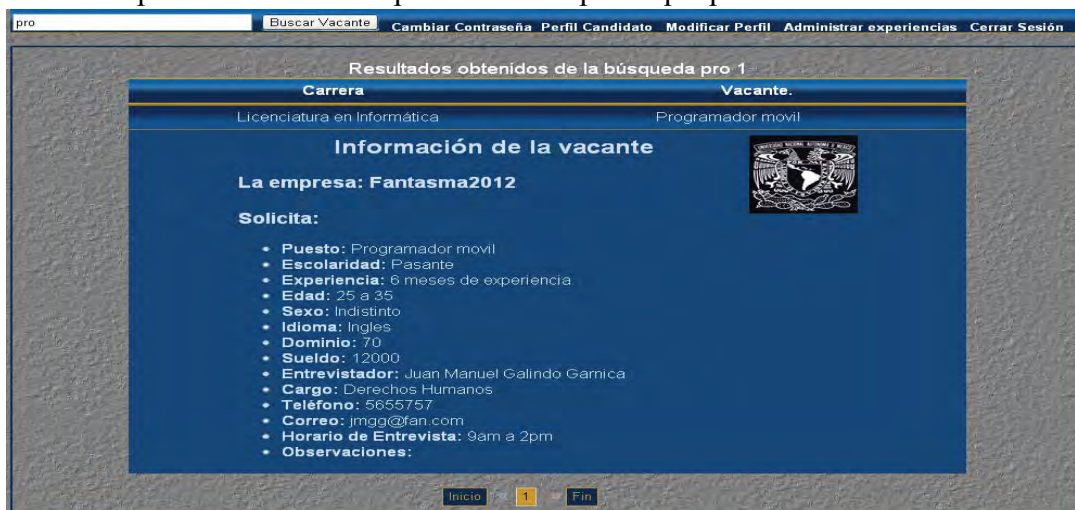 pro Buscar Vacante Cambiar Contraseña Perfil Candidato Modificar Perfil Administrar experiencias Cerrar Sesión
Resultados obtenidos de la búsqueda pro 1
Carrera Vacante.
Licenciatura en Informática Programador movil
Información de la vacante
La empresa: Fantasma2012
Solicita:
Puesto: Programador movil
Escolaridad: Pasante
Experiencia: 6 meses de experiencia
Edad: 25 a 35
Sexo: Indistinto
Idioma: Ingles
Dominio: 70
Sueldo: 12000
Entrevistador: Juan Manuel Galindo Garnica
Cargo: Derechos Humanos
Teléfono: 5655757
Correo: jmgg@fan.com
Horario de Entrevista: 9am a 2pm
Observaciones:
Inicio 1 Fin